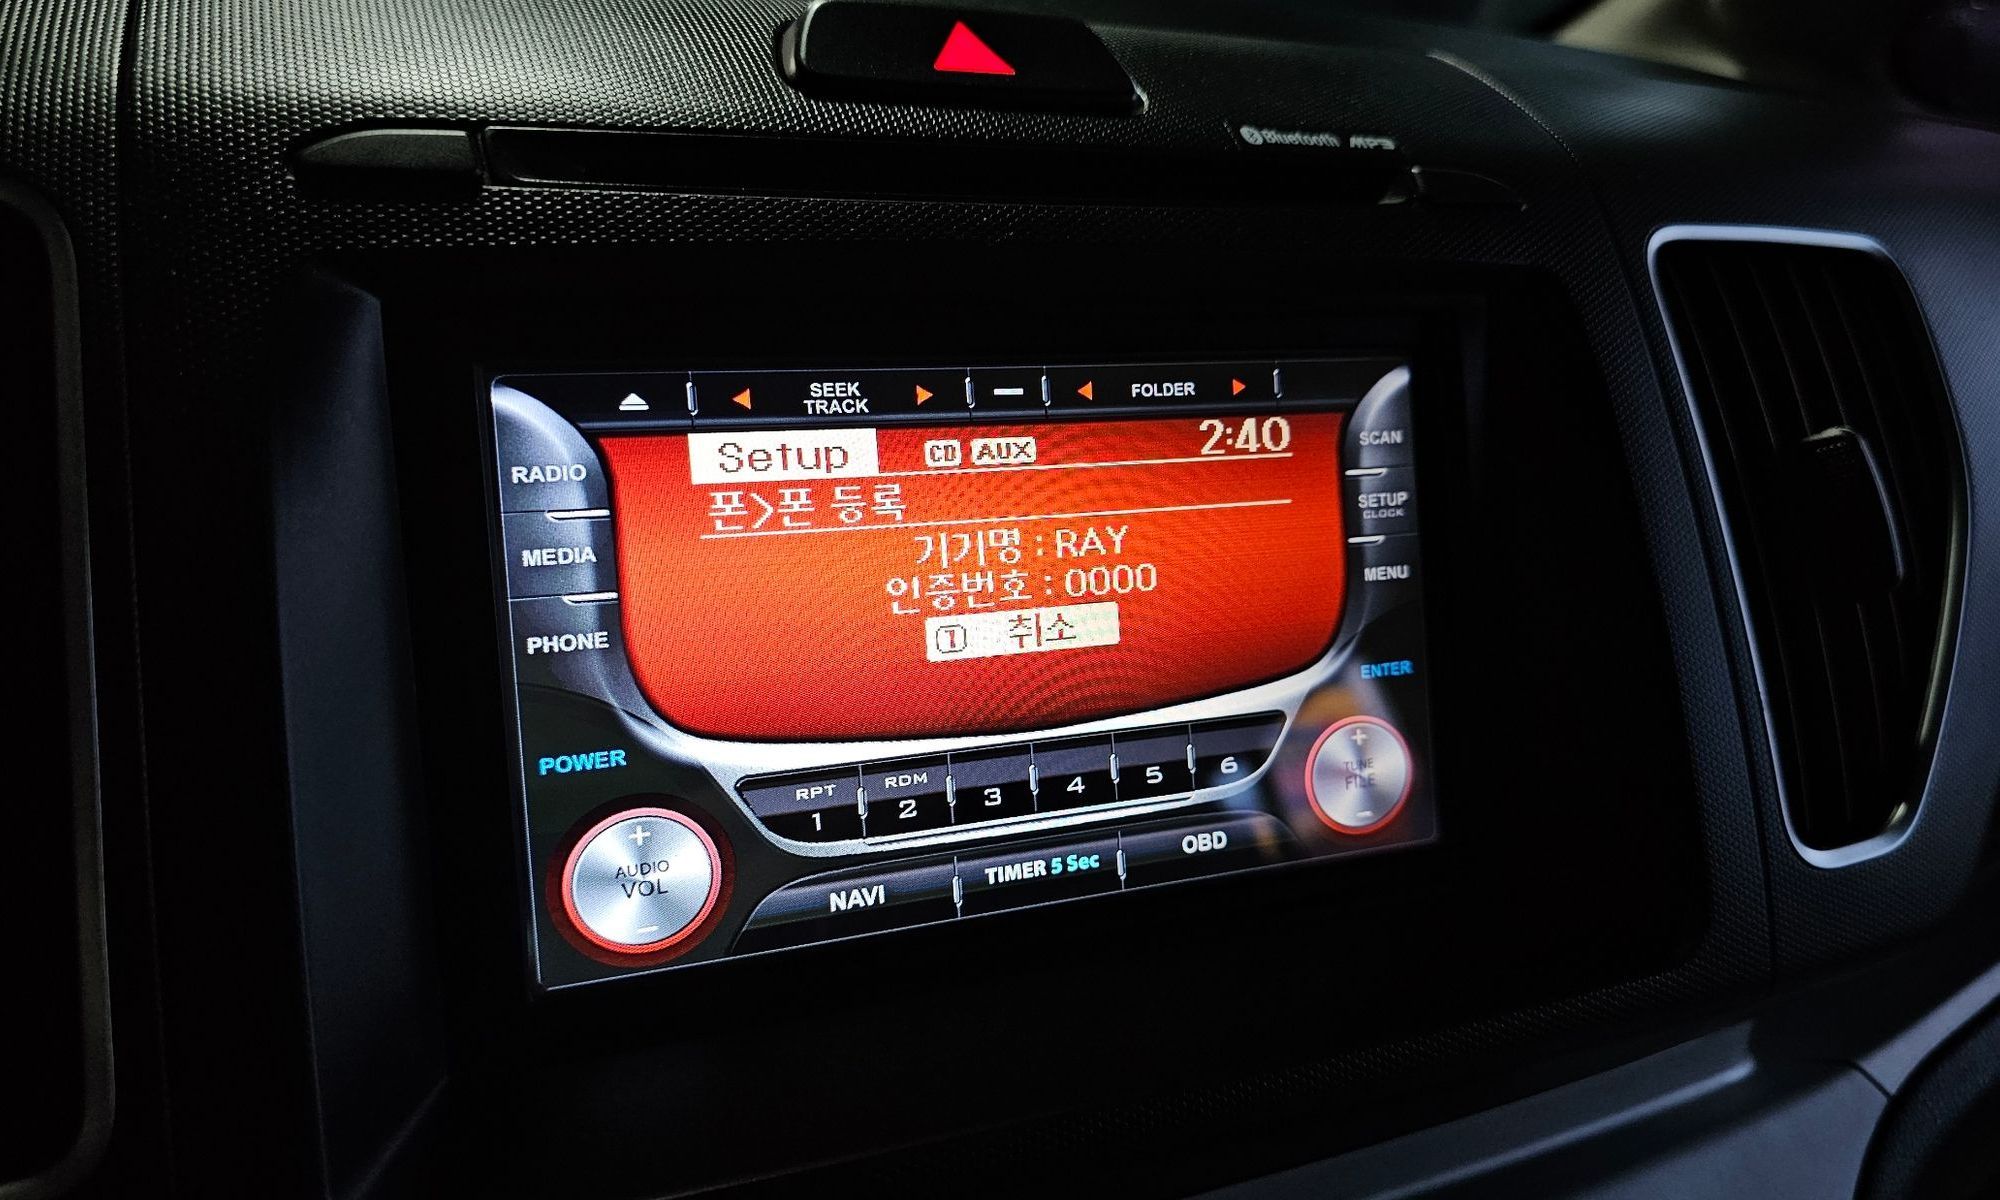 Bluetooth MP3
SEEK
TRACK
FOLDER
RADIO
MEDIA
PHONE
Setup CD AUX 2:40
폰>폰 등록
기기명 : RAY
인증번호 : 0000
① 취소
SCAN
SETUP
CLOCK
MENU
ENTER
POWER
+
AUDIO
VOL
-
RPT
1
RDM
2
3
4
5
6
+
TUNE
FILE
-
NAVI
TIMER 5 Sec
OBD